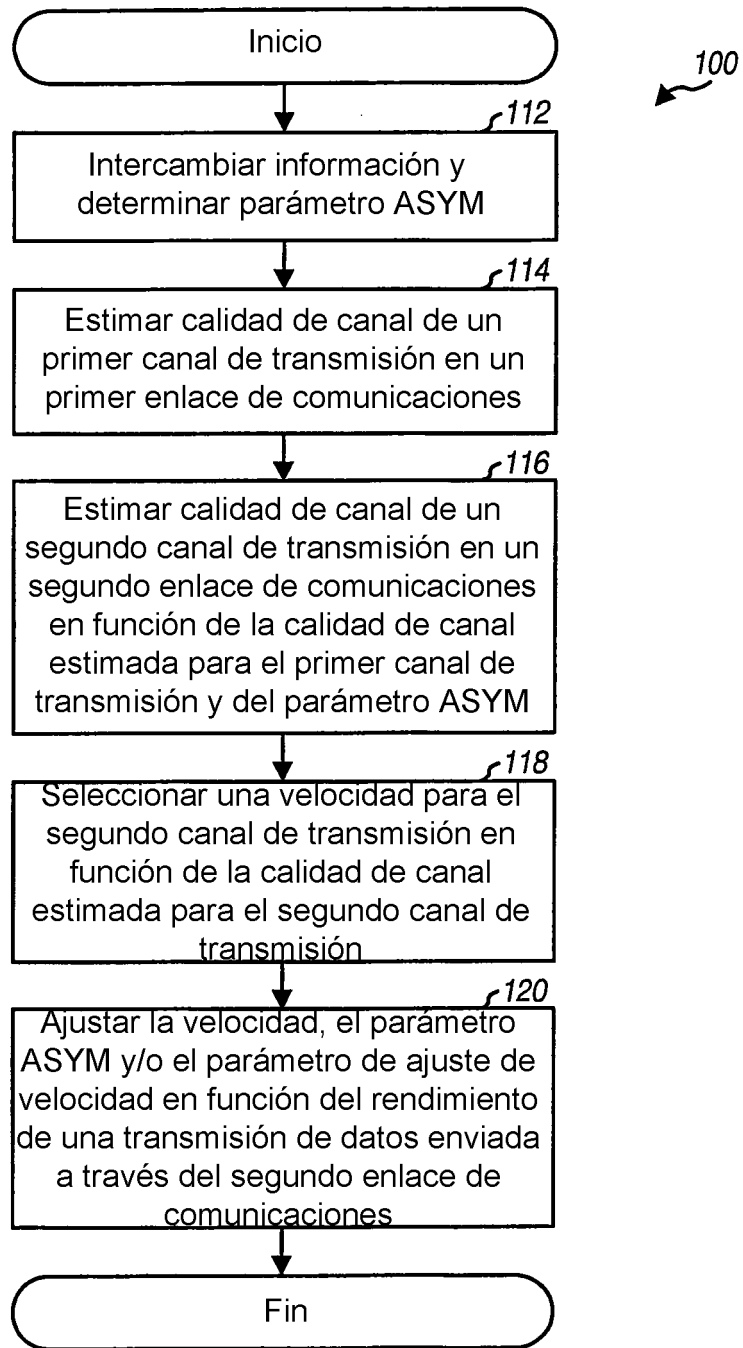 Inicio
100
112
Intercambiar información y
determinar parámetro ASYM
114
Estimar calidad de canal de un
primer canal de transmisión en un
primer enlace de comunicaciones
116
Estimar calidad de canal de un
segundo canal de transmisión en un
segundo enlace de comunicaciones
en función de la calidad de canal
estimada para el primer canal de
transmisión y del parámetro ASYM
118
Seleccionar una velocidad para el
segundo canal de transmisión en
función de la calidad de canal
estimada para el segundo canal de
transmisión
120
Ajustar la velocidad, el parámetro
ASYM y/o el parámetro de ajuste de
velocidad en función del rendimiento
de una transmisión de datos enviada
a través del segundo enlace de
comunicaciones
Fin